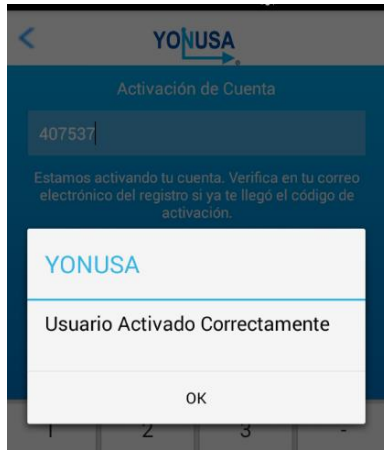 YONUSA
Activación de Cuenta
407537
Estamos activando tu cuenta. Verifica en tu correo
electrónico del registro si ya te llegó el código de
activación.
YONUSA
Usuario Activado Correctamente
OK
1 2 3 -